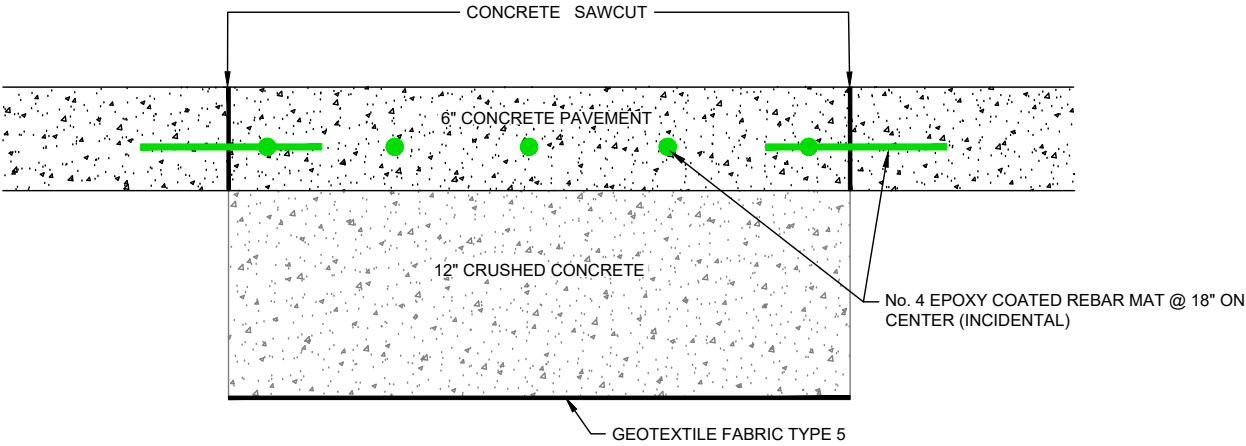 CONCRETE SAWCUT
6" CONCRETE PAVEMENT
12" CRUSHED CONCRETE
No. 4 EPOXY COATED REBAR MAT @ 18" ON
CENTER (INCIDENTAL)
GEOTEXTILE FABRIC TYPE 5